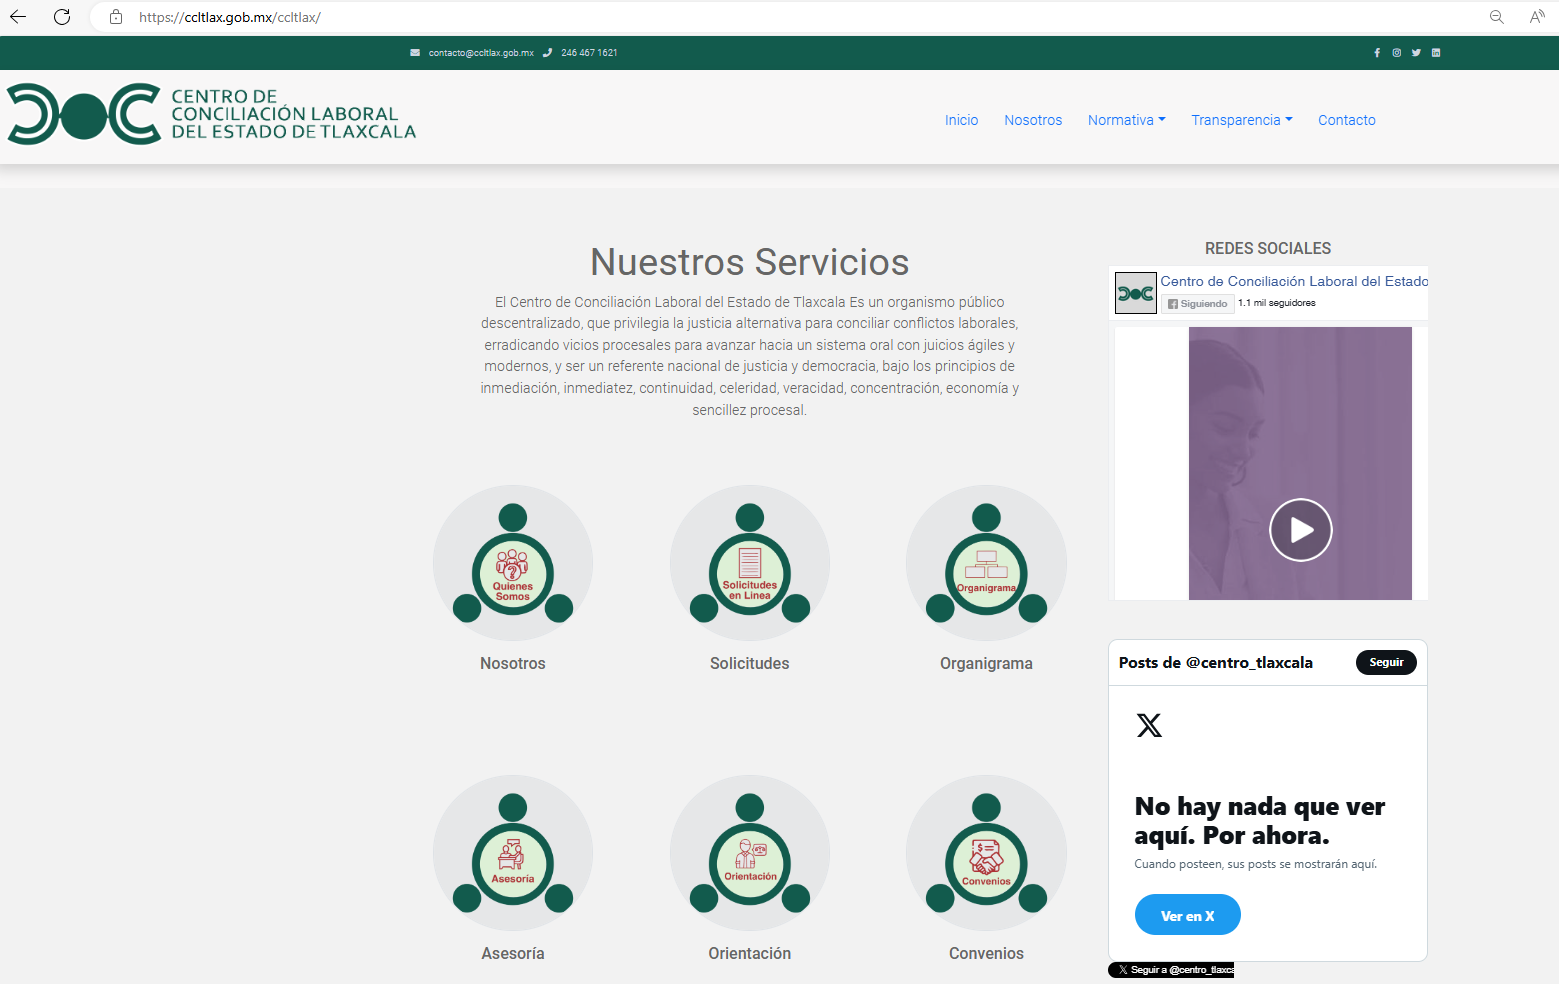 https://ccltlax.gob.mx/ccltlax/
contacto@ccltlax.gob.mx 246 467 1621
CENTRO DE
CONCILIACIÓN LABORAL
DEL ESTADO DE TLAXCALA
Inicio Nosotros Normativa Transparencia Contacto
Nuestros Servicios
El Centro de Conciliación Laboral del Estado de Tlaxcala Es un organismo público
descentralizado, que privilegia la justicia alternativa para conciliar conflictos laborales,
erradicando vicios procesales para avanzar hacia un sistema oral con juicios ágiles y
modernos, y ser un referente nacional de justicia y democracia, bajo los principios de
inmediación, inmediatez, continuidad, celeridad, veracidad, concentración, economía y
sencillez procesal.
Quienes
Somos
Nosotros
Solicitudes
en Linea
Solicitudes
Organigrama
Organigrama
Asesoría
Asesoría
Orientación
Orientación
Convenios
Convenios
REDES SOCIALES
Centro de Conciliación Laboral del Estado
Siguiendo 1.1 mil seguidores
Posts de @centro_tlaxcala Seguir
No hay nada que ver
aquí. Por ahora.
Cuando posteen, sus posts se mostrarán aquí.
Ver en X
Seguir a @centro_tlaxca